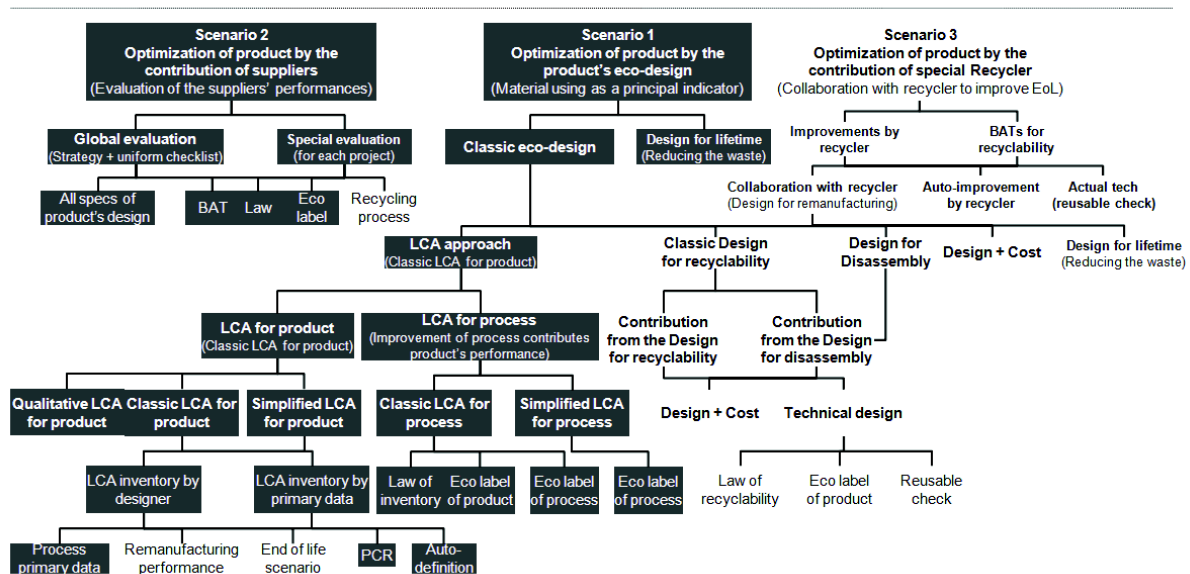 Scenario 2
Optimization of product by the
contribution of suppliers
(Evaluation of the suppliers' performances)
Scenario 1
Optimization of product by the
product's eco-design
(Material using as a principal indicator)
Scenario 3
Optimization of product by the
contribution of special Recycler
(Collaboration with recycler to improve EoL)
Global evaluation
(Strategy + uniform checklist)
Special evaluation
(for each project)
Classic eco-design
Design for lifetime
(Reducing the waste)
Improvements by
recycler
BATs for
recyclability
All specs of
product's design
BAT
Law
Eco
label
Recycling
process
Collaboration with recycler
(Design for remanufacturing)
Auto-improvement
by recycler
Actual tech
(reusable check)
LCA approach
(Classic LCA for product)
Classic Design
for recyclability
Design for
Disassembly
Design + Cost
Design for lifetime
(Reducing the waste)
LCA for product
(Classic LCA for product)
LCA for process
(Improvement of process contributes
product's performance)
Contribution
from the Design
for recyclability
Contribution
from the Design
for disassembly
Qualitative LCA
for product
Classic LCA for
product
Simplified LCA
for product
Classic LCA for
process
Simplified LCA
for process
Design + Cost
Technical design
LCA inventory by
designer
LCA inventory by
primary data
Law of
inventory
Eco label
of product
Eco label
of process
Eco label
of process
Law of
recyclability
Eco label
of product
Reusable
check
Process
primary data
Remanufacturing
performance
End of life
scenario
PCR
Auto-
definition